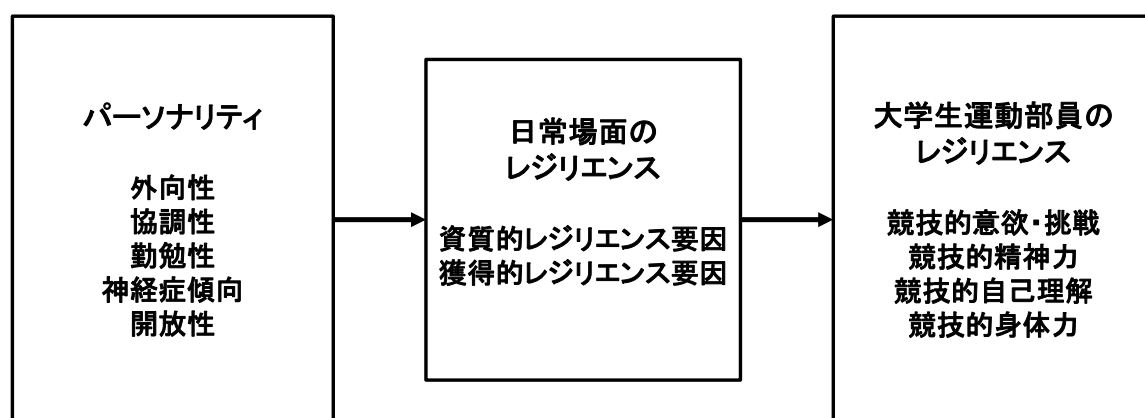 パーソナリティ
外向性
協調性
勤勉性
神経症傾向
開放性
日常場面の
レジリエンス
資質的レジリエンス要因
獲得的レジリエンス要因
大学生運動部員の
レジリエンス
競技的意欲・挑戦
競技的精神力
競技的自己理解
競技的身体力